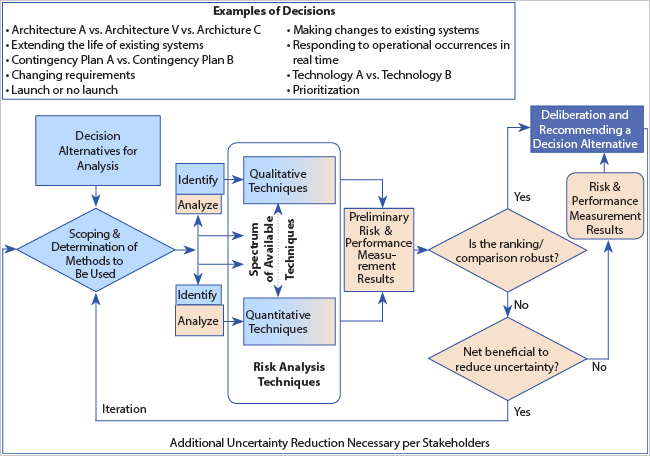 Examples of Decisions
• Architecture A vs. Architecture V vs. Archicture C
• Extending the life of existing systems
• Contingency Plan A vs. Contingency Plan B
• Changing requirements
• Launch or no launch
• Making changes to existing systems
• Responding to operational occurrences in
real time
• Technology A vs. Technology B
• Prioritization
Decision
Alternatives for
Analysis
Scoping &
Determination of
Methods to
Be Used
Identify
Analyze
Identify
Analyze
Qualitative
Techniques
Spectrum
of Available
Techniques
Quantitative
Techniques
Risk Analysis
Techniques
Preliminary
Risk &
Performance
Measure-
ment
Results
Is the ranking/
comparison robust?
Yes
No
Deliberation and
Recommending a
Decision Alternative
Risk &
Performance
Measurement
Results
Net beneficial to
reduce uncertainty?
No
Yes
Iteration
Additional Uncertainty Reduction Necessary per Stakeholders